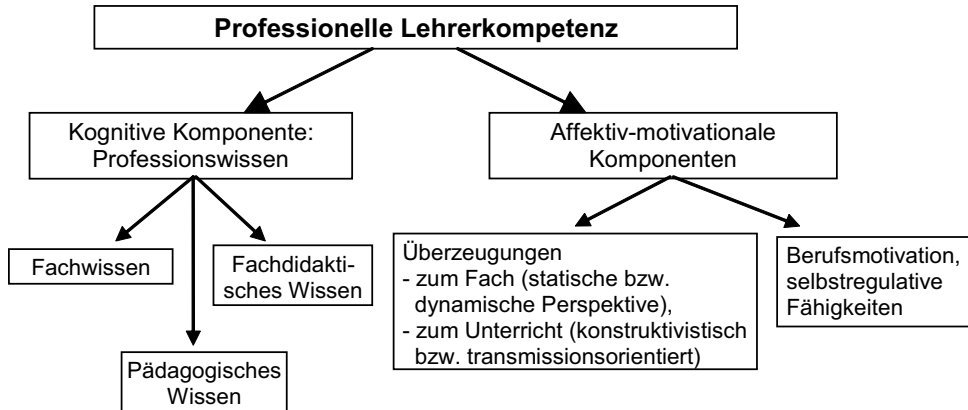 Professionelle Lehrerkompetenz
Kognitive Komponente:
Professionswissen
Affektiv-motivationale
Komponenten
Fachwissen
Fachdidakti-
sches Wissen
Pädagogisches
Wissen
Überzeugungen
- zum Fach (statische bzw.
dynamische Perspektive),
- zum Unterricht (konstruktivistisch
bzw. transmissionsorientiert)
Berufsmotivation,
selbstregulative
Fähigkeiten